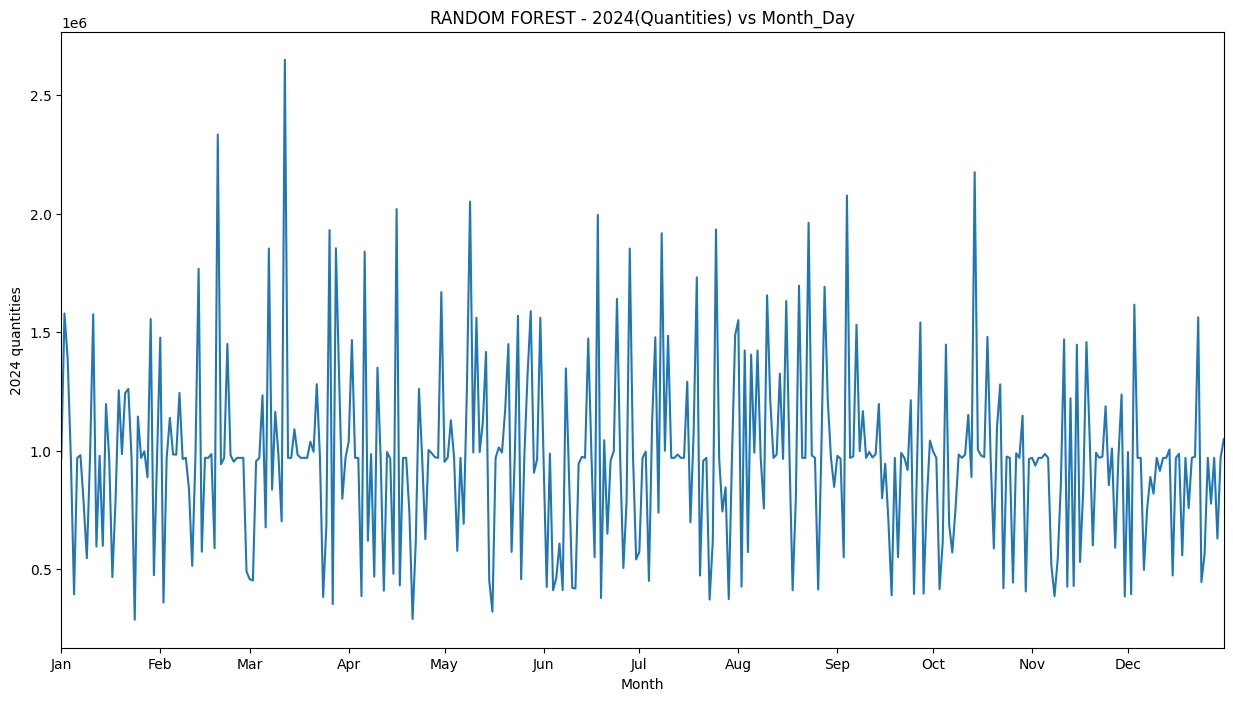 RANDOM FOREST - 2024(Quantities) vs Month_Day
1e6
2.5
2.0
1.5
1.0
0.5
2024 quantities
Jan Feb Mar Apr May Jun Jul Aug Sep Oct Nov Dec
Month